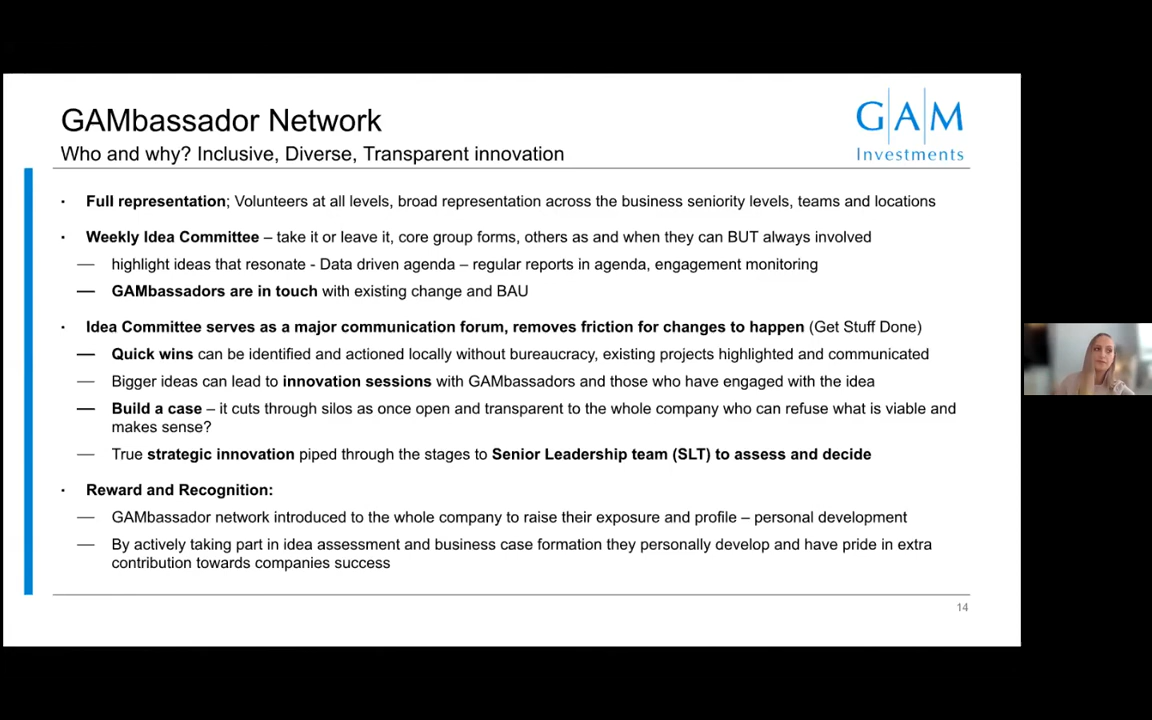 GAMbassador Network
Who and why? Inclusive, Diverse, Transparent innovation
GAM
Investments
· Full representation; Volunteers at all levels, broad representation across the business seniority levels, teams and locations
· Weekly Idea Committee – take it or leave it, core group forms, others as and when they can BUT always involved
— highlight ideas that resonate - Data driven agenda – regular reports in agenda, engagement monitoring
— GAMbassadors are in touch with existing change and BAU
· Idea Committee serves as a major communication forum, removes friction for changes to happen (Get Stuff Done)
— Quick wins can be identified and actioned locally without bureaucracy, existing projects highlighted and communicated
— Bigger ideas can lead to innovation sessions with GAMbassadors and those who have engaged with the idea
— Build a case – it cuts through silos as once open and transparent to the whole company who can refuse what is viable and
makes sense?
— True strategic innovation piped through the stages to Senior Leadership team (SLT) to assess and decide
· Reward and Recognition:
— GAMbassador network introduced to the whole company to raise their exposure and profile – personal development
— By actively taking part in idea assessment and business case formation they personally develop and have pride in extra
contribution towards companies success
14